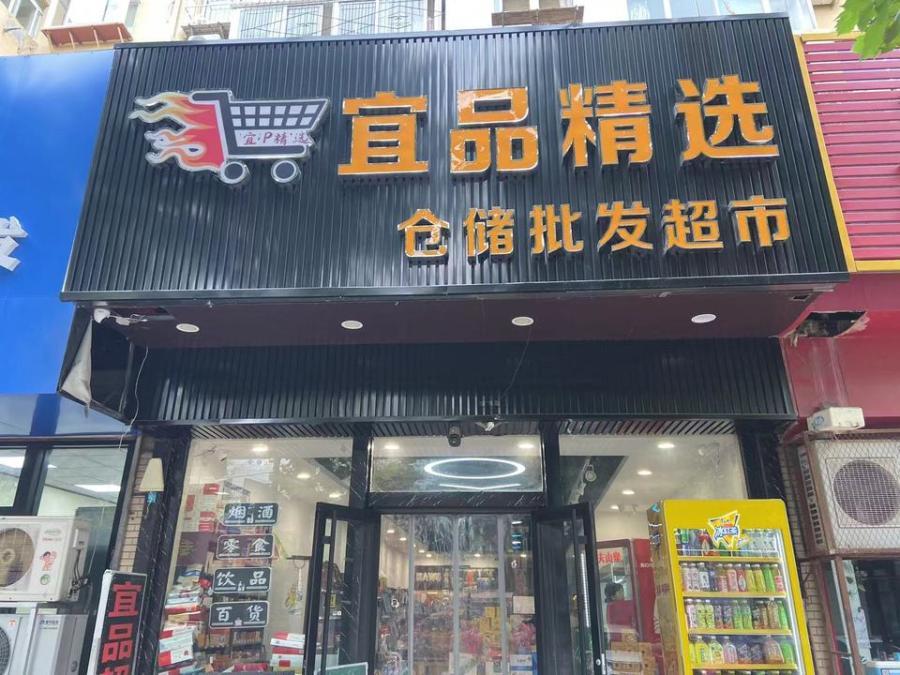 宜·P精选
宜品精选
仓储批发超市
烟酒
零食
饮品
百货
宜品